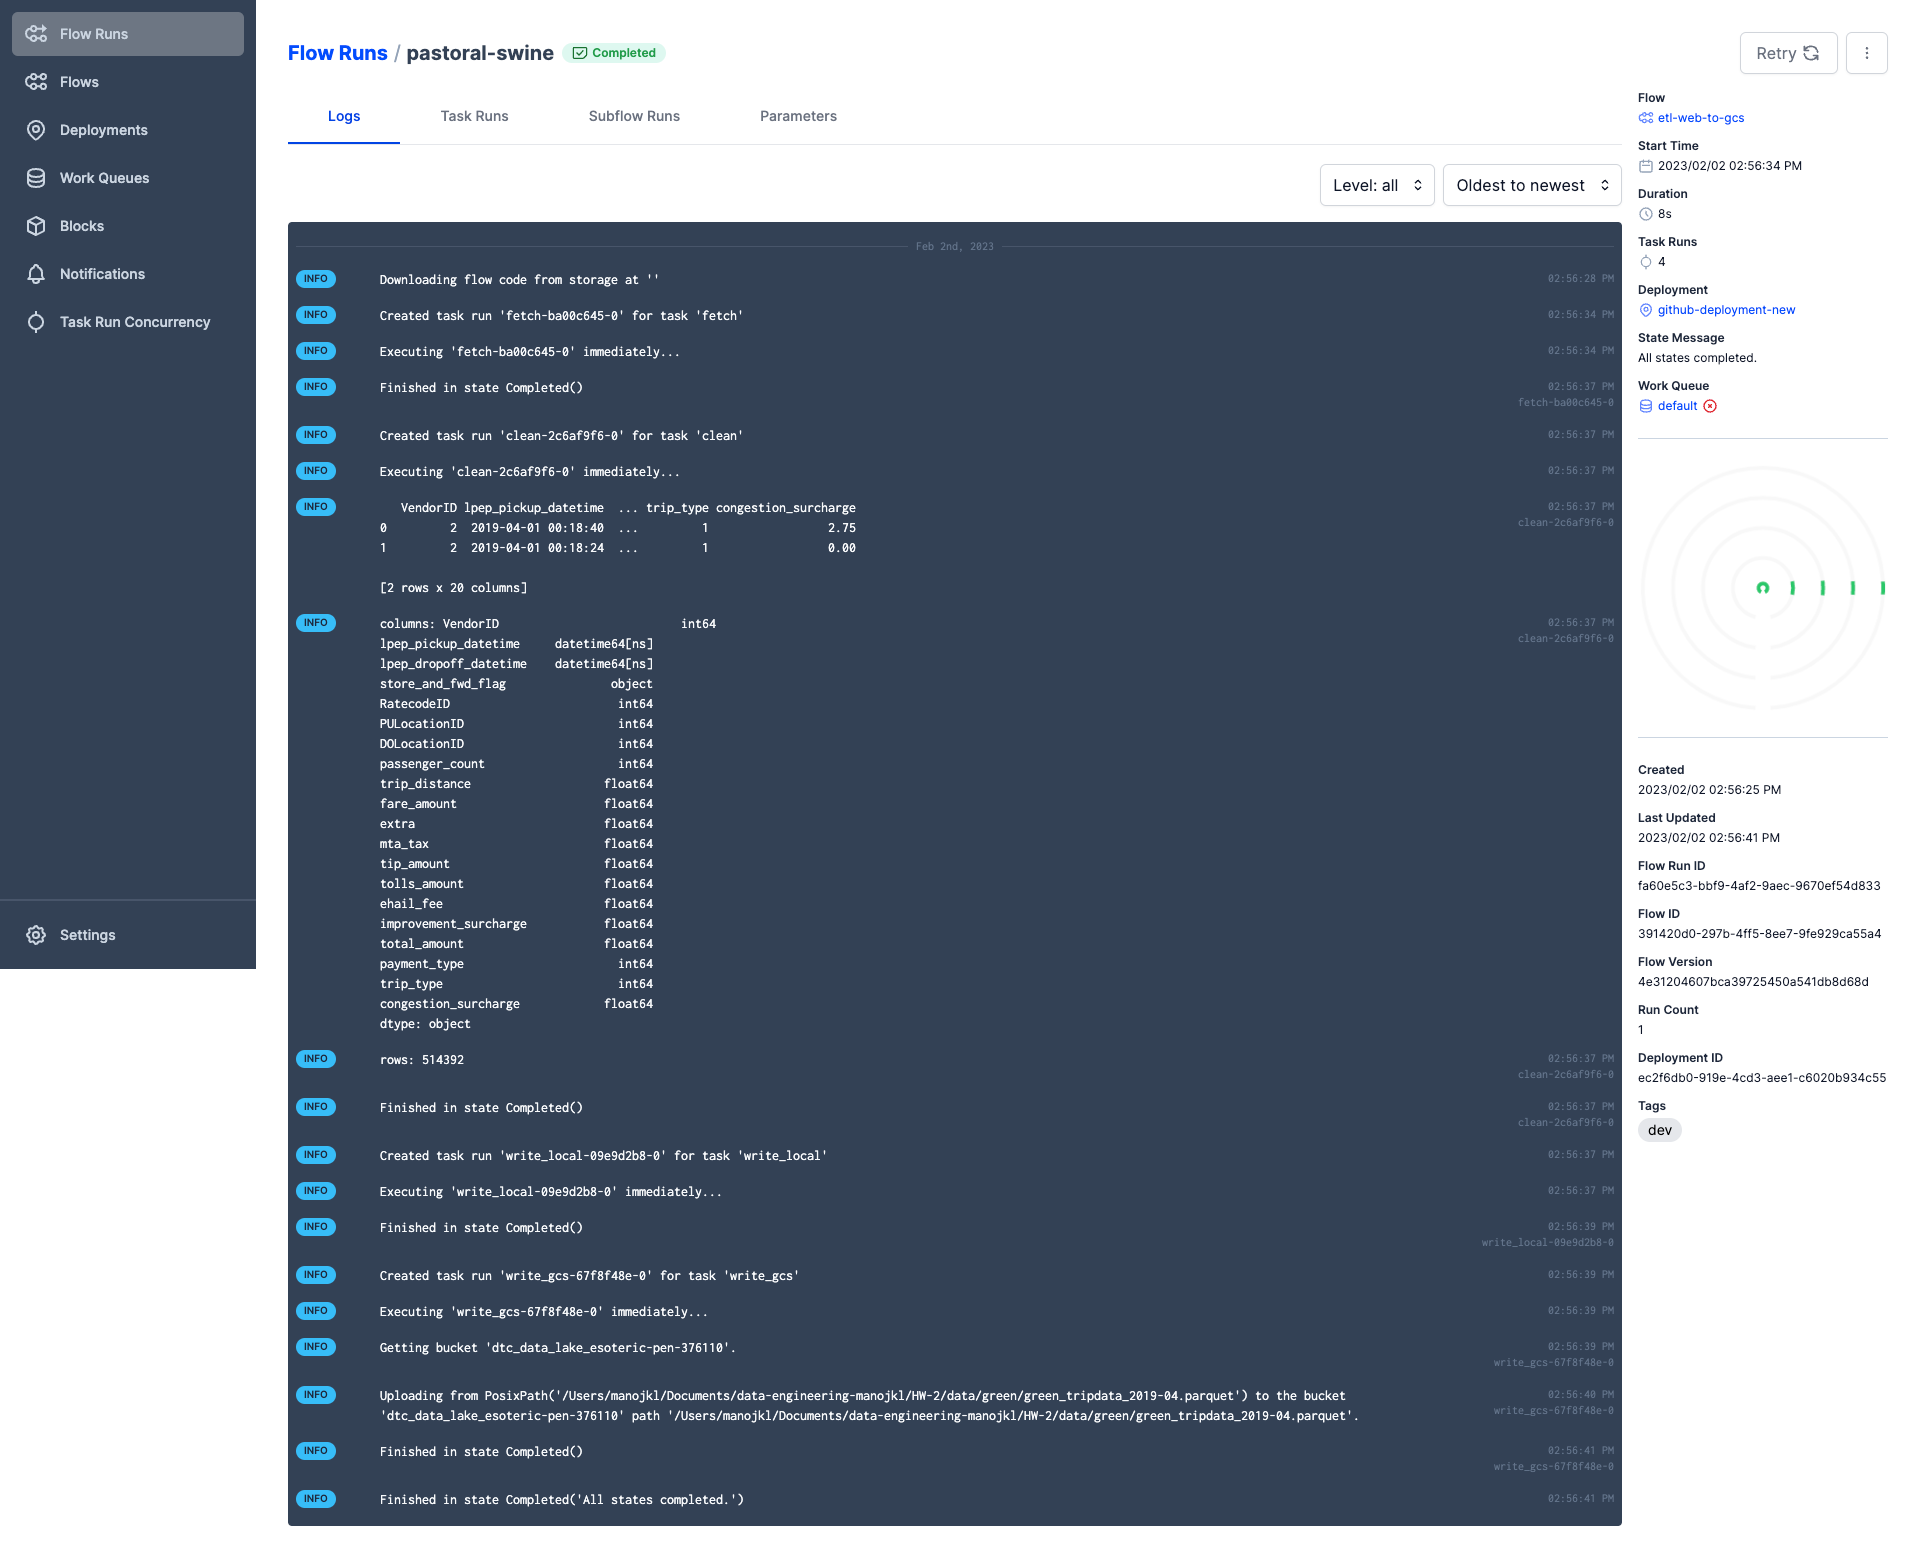 Flow Runs
Flows
Deployments
Work Queues
Blocks
Notifications
Task Run Concurrency
Settings
Flow Runs / pastoral-swine Completed
Retry
Logs Task Runs Subflow Runs Parameters
Level: all Oldest to newest
Feb 2nd, 2023
INFO Downloading flow code from storage at '' 02:56:28 PM
INFO Created task run 'fetch-ba00c645-0' for task 'fetch' 02:56:34 PM
INFO Executing 'fetch-ba00c645-0' immediately... 02:56:34 PM
INFO Finished in state Completed() 02:56:37 PM
fetch-ba00c645-0
INFO Created task run 'clean-2c6af9f6-0' for task 'clean' 02:56:37 PM
INFO Executing 'clean-2c6af9f6-0' immediately... 02:56:37 PM
INFO VendorID lpep_pickup_datetime ... trip_type congestion_surcharge 02:56:37 PM
clean-2c6af9f6-0
0 2 2019-04-01 00:18:40 ... 1 2.75
1 2 2019-04-01 00:18:24 ... 1 0.00
[2 rows x 20 columns]
INFO columns: VendorID int64 02:56:37 PM
clean-2c6af9f6-0
lpep_pickup_datetime datetime64[ns]
lpep_dropoff_datetime datetime64[ns]
store_and_fwd_flag object
RatecodeID int64
PULocationID int64
DOLocationID int64
passenger_count int64
trip_distance float64
fare_amount float64
extra float64
mta_tax float64
tip_amount float64
tolls_amount float64
ehail_fee float64
improvement_surcharge float64
total_amount float64
payment_type int64
trip_type int64
congestion_surcharge float64
dtype: object
INFO rows: 514392 02:56:37 PM
clean-2c6af9f6-0
INFO Finished in state Completed() 02:56:37 PM
clean-2c6af9f6-0
INFO Created task run 'write_local-09e9d2b8-0' for task 'write_local' 02:56:37 PM
INFO Executing 'write_local-09e9d2b8-0' immediately... 02:56:37 PM
INFO Finished in state Completed() 02:56:39 PM
write_local-09e9d2b8-0
INFO Created task run 'write_gcs-67f8f48e-0' for task 'write_gcs' 02:56:39 PM
INFO Executing 'write_gcs-67f8f48e-0' immediately... 02:56:39 PM
INFO Getting bucket 'dtc_data_lake_esoteric-pen-376110'. 02:56:39 PM
write_gcs-67f8f48e-0
INFO Uploading from PosixPath('/Users/manojkl/Documents/data-engineering-manojkl/HW-2/data/green/green_tripdata_2019-04.parquet') to the bucket 02:56:40 PM
'dtc_data_lake_esoteric-pen-376110' path '/Users/manojkl/Documents/data-engineering-manojkl/HW-2/data/green/green_tripdata_2019-04.parquet'. write_gcs-67f8f48e-0
INFO Finished in state Completed() 02:56:41 PM
write_gcs-67f8f48e-0
INFO Finished in state Completed('All states completed.') 02:56:41 PM
Flow
etl-web-to-gcs
Start Time
2023/02/02 02:56:34 PM
Duration
8s
Task Runs
4
Deployment
github-deployment-new
State Message
All states completed.
Work Queue
default
Created
2023/02/02 02:56:25 PM
Last Updated
2023/02/02 02:56:41 PM
Flow Run ID
fa60e5c3-bbf9-4af2-9aec-9670ef54d833
Flow ID
391420d0-297b-4ff5-8ee7-9fe929ca55a4
Flow Version
4e31204607bca39725450a541db8d68d
Run Count
1
Deployment ID
ec2f6db0-919e-4cd3-aee1-c6020b934c55
Tags
dev